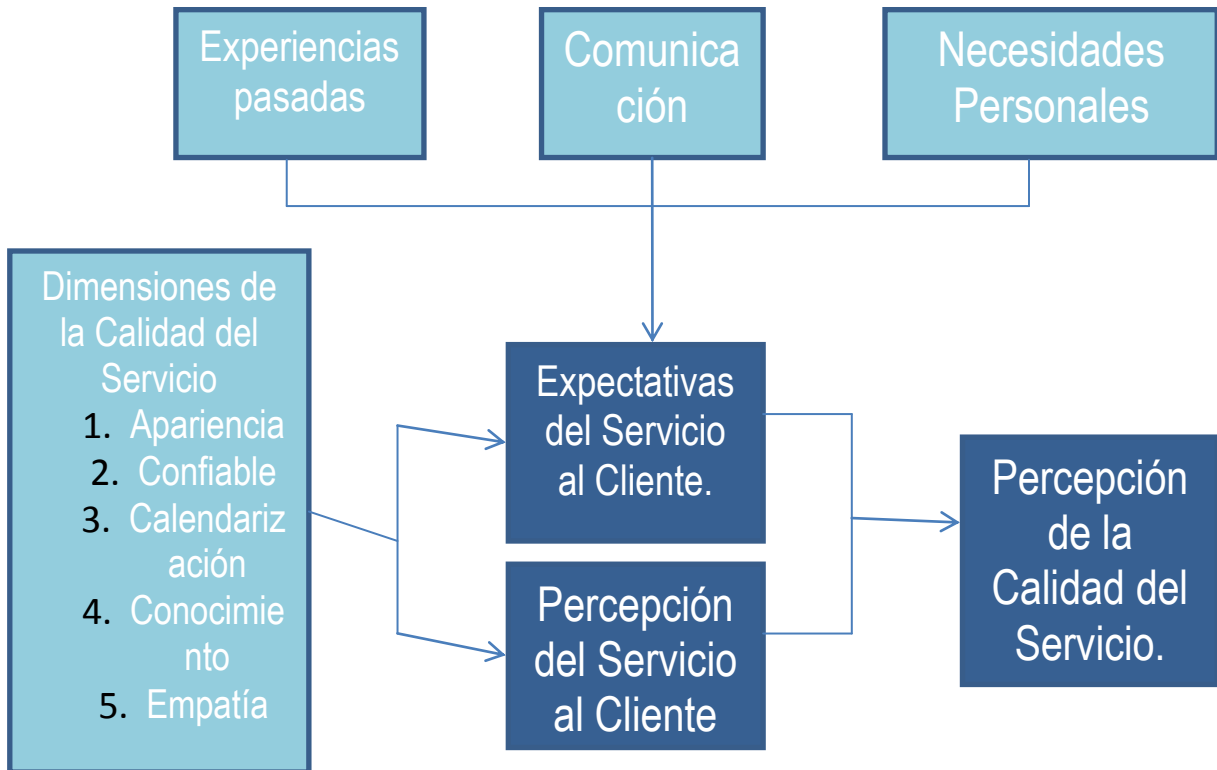 Experiencias
pasadas
Comunica
ción
Necesidades
Personales
Dimensiones de
la Calidad del
Servicio
1. Apariencia
2. Confiable
3. Calendariz
ación
4. Conocimie
nto
5. Empatía
Expectativas
del Servicio
al Cliente.
Percepción
del Servicio
al Cliente
Percepción
de la
Calidad del
Servicio.